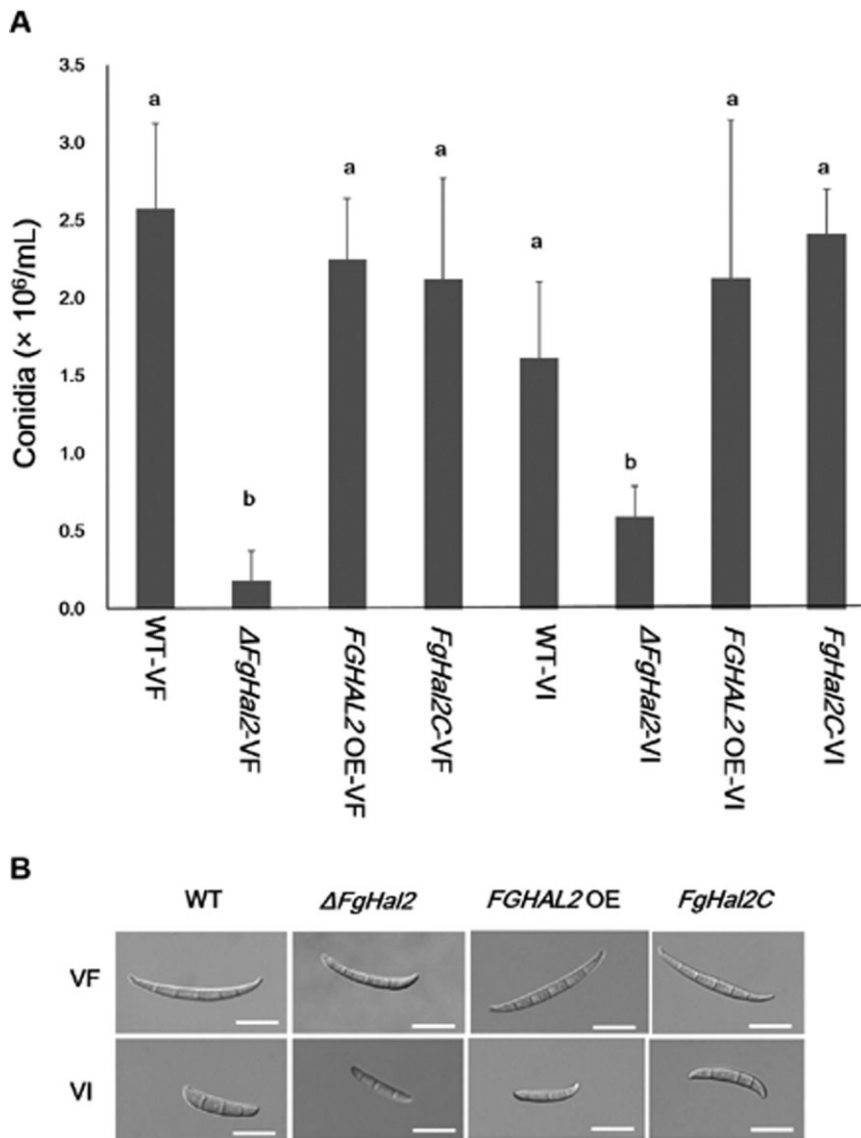 A
3.5
3.0
2.5
2.0
1.5
1.0
0.5
0.0
Conidia (× 10⁶/mL)
a
b
a
a
a
b
a
a
WT-VF
ΔFgHal2-VF
FGHAL2 OE-VF
FgHal2C-VF
WT-VI
ΔFgHal2-VI
FGHAL2 OE-VI
FgHal2C-VI
B
WT ΔFgHal2 FGHAL2 OE FgHal2C
VF
VI